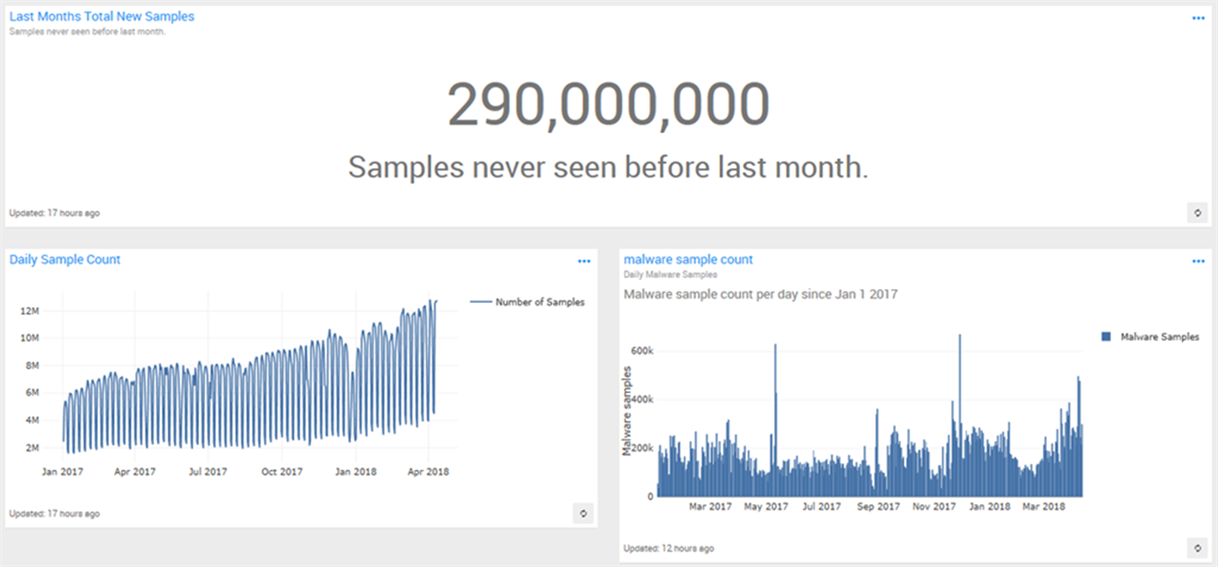 Last Months Total New Samples
Samples never seen before last month.
290,000,000
Samples never seen before last month.
Updated: 17 hours ago
Daily Sample Count
Number of Samples
12M
10M
8M
6M
4M
2M
Jan 2017 Apr 2017 Jul 2017 Oct 2017 Jan 2018 Apr 2018
Updated: 17 hours ago
malware sample count
Daily Malware Samples
Malware sample count per day since Jan 1 2017
Malware Samples
Malware samples
600k
400k
200k
0
Mar 2017 May 2017 Jul 2017 Sep 2017 Nov 2017 Jan 2018 Mar 2018
Updated: 12 hours ago